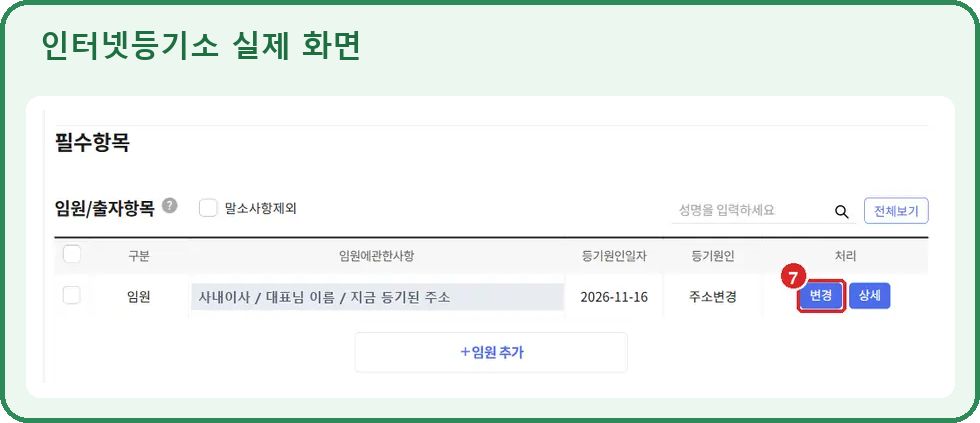 인터넷등기소 실제 화면
필수항목
임원/출자항목 ? 말소사항제외 성명을 입력하세요 전체보기
구분 임원에관한사항 등기원인일자 등기원인 처리
7
임원 사내이사 / 대표님 이름 / 지금 등기된 주소 2026-11-16 주소변경 변경 상세
+임원 추가